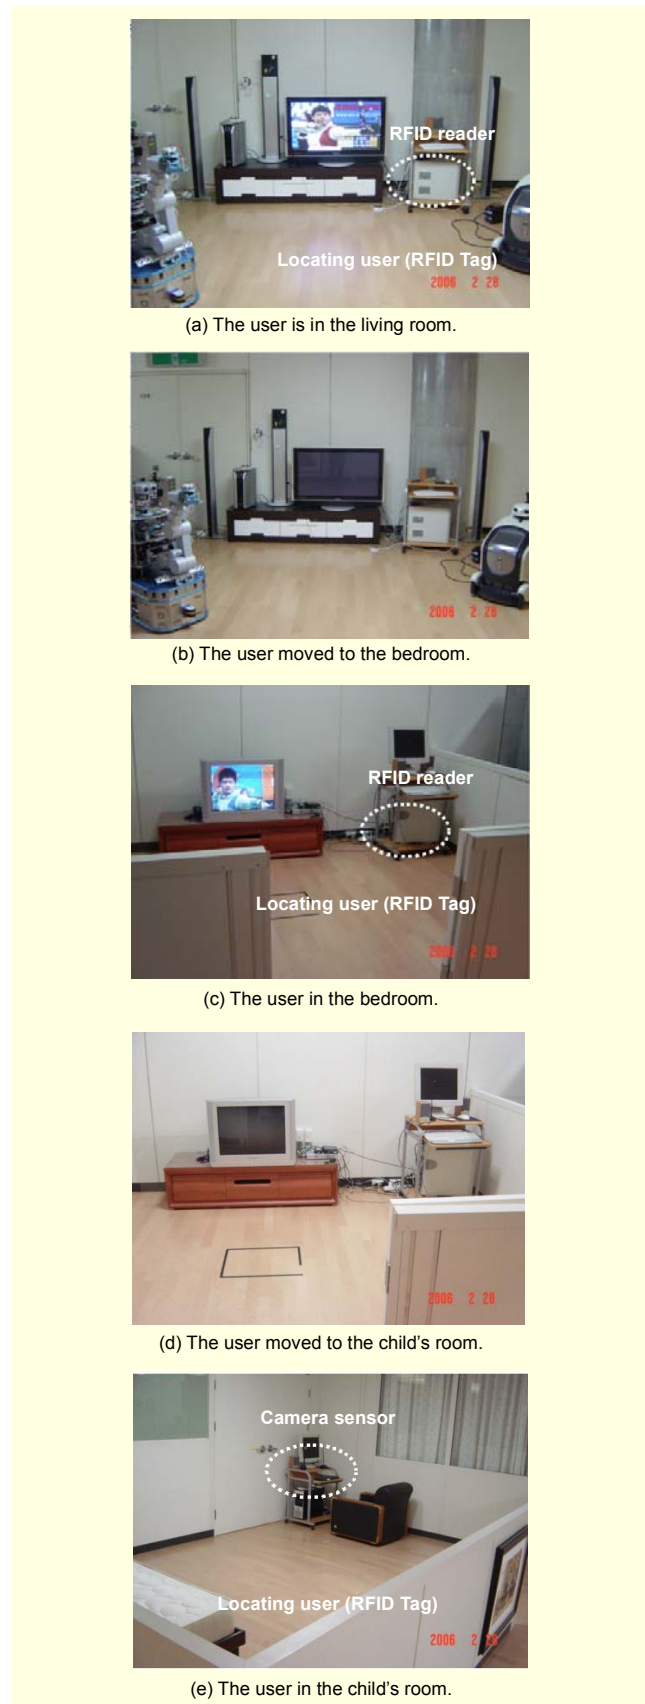 RFID reader
Locating user (RFID Tag)
2006 2 28
(a) The user is in the living room.
2006 2 28
(b) The user moved to the bedroom.
RFID reader
Locating user (RFID Tag)
2006 2 28
(c) The user in the bedroom.
2006 2 28
(d) The user moved to the child's room.
Camera sensor
Locating user (RFID Tag)
2006 2 28
(e) The user in the child's room.